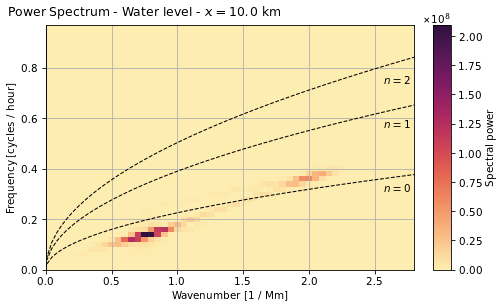 Power Spectrum - Water level - x = 10.0 km
×10⁸
Frequency [cycles / hour]
0.8
0.6
0.4
0.2
0.0
n = 2
n = 1
n = 0
0.0 0.5 1.0 1.5 2.0 2.5
Wavenumber [1 / Mm]
2.00
1.75
1.50
1.25
1.00
0.75
0.50
0.25
0.00
Spectral power